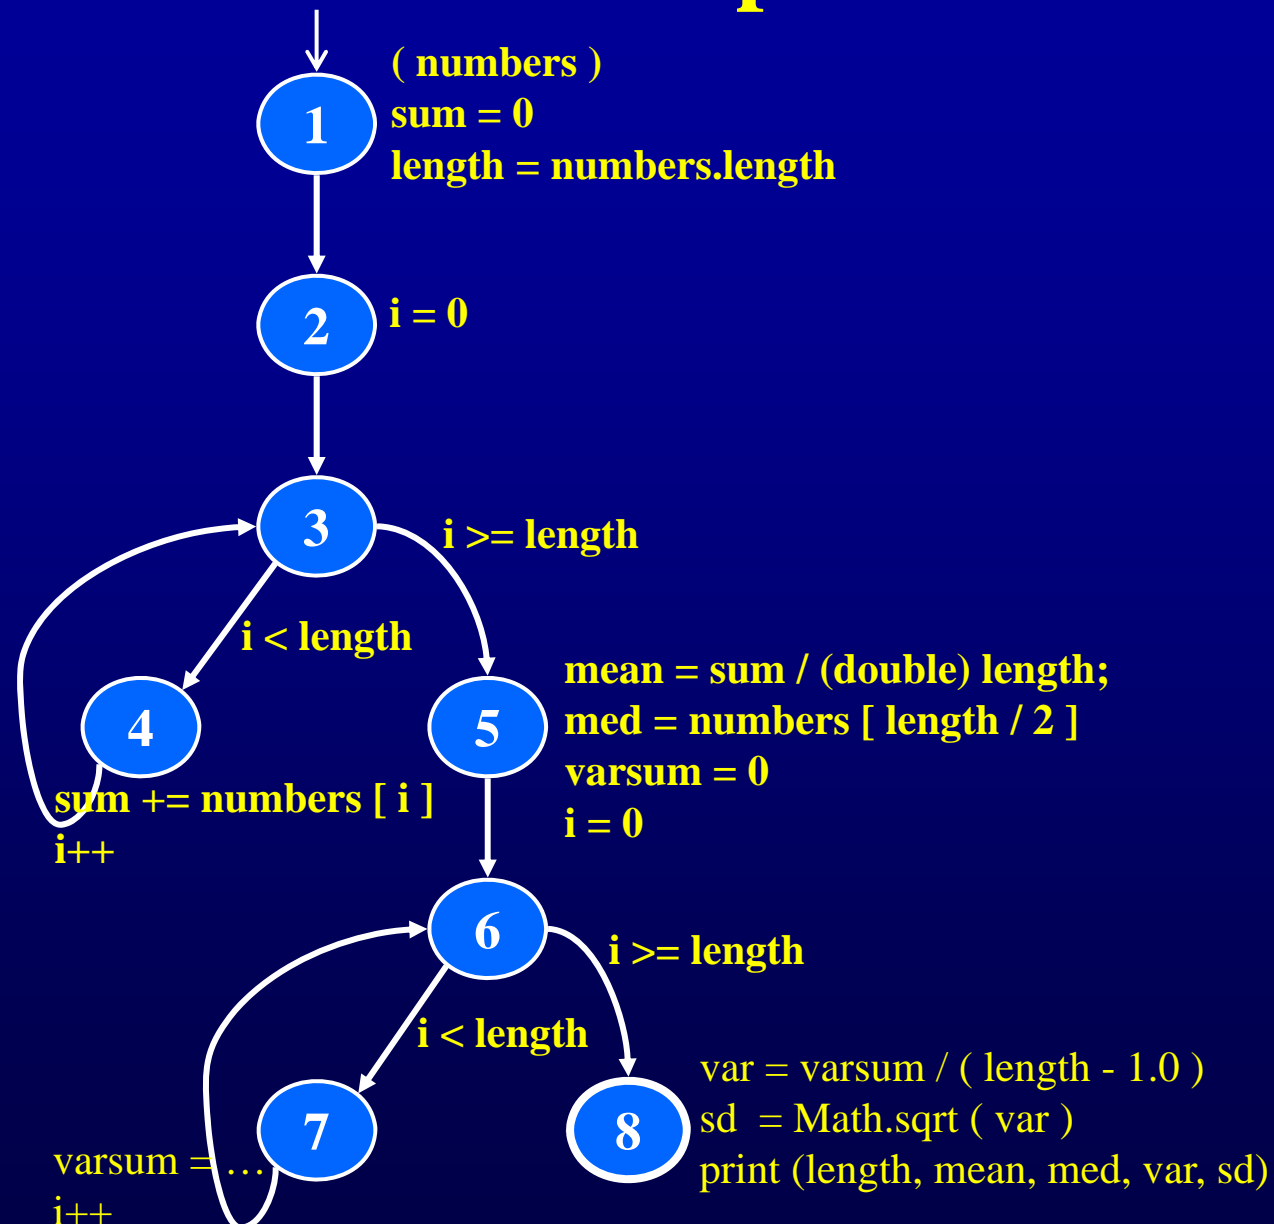 ( numbers )
1
sum = 0
length = numbers.length
2
i = 0
3
i >= length
i < length
4
5
mean = sum / (double) length;
med = numbers [ length / 2 ]
varsum = 0
i = 0
sum += numbers [ i ]
i++
6
i >= length
i < length
7
8
var = varsum / ( length - 1.0 )
sd = Math.sqrt ( var )
print (length, mean, med, var, sd)
varsum = …
i++